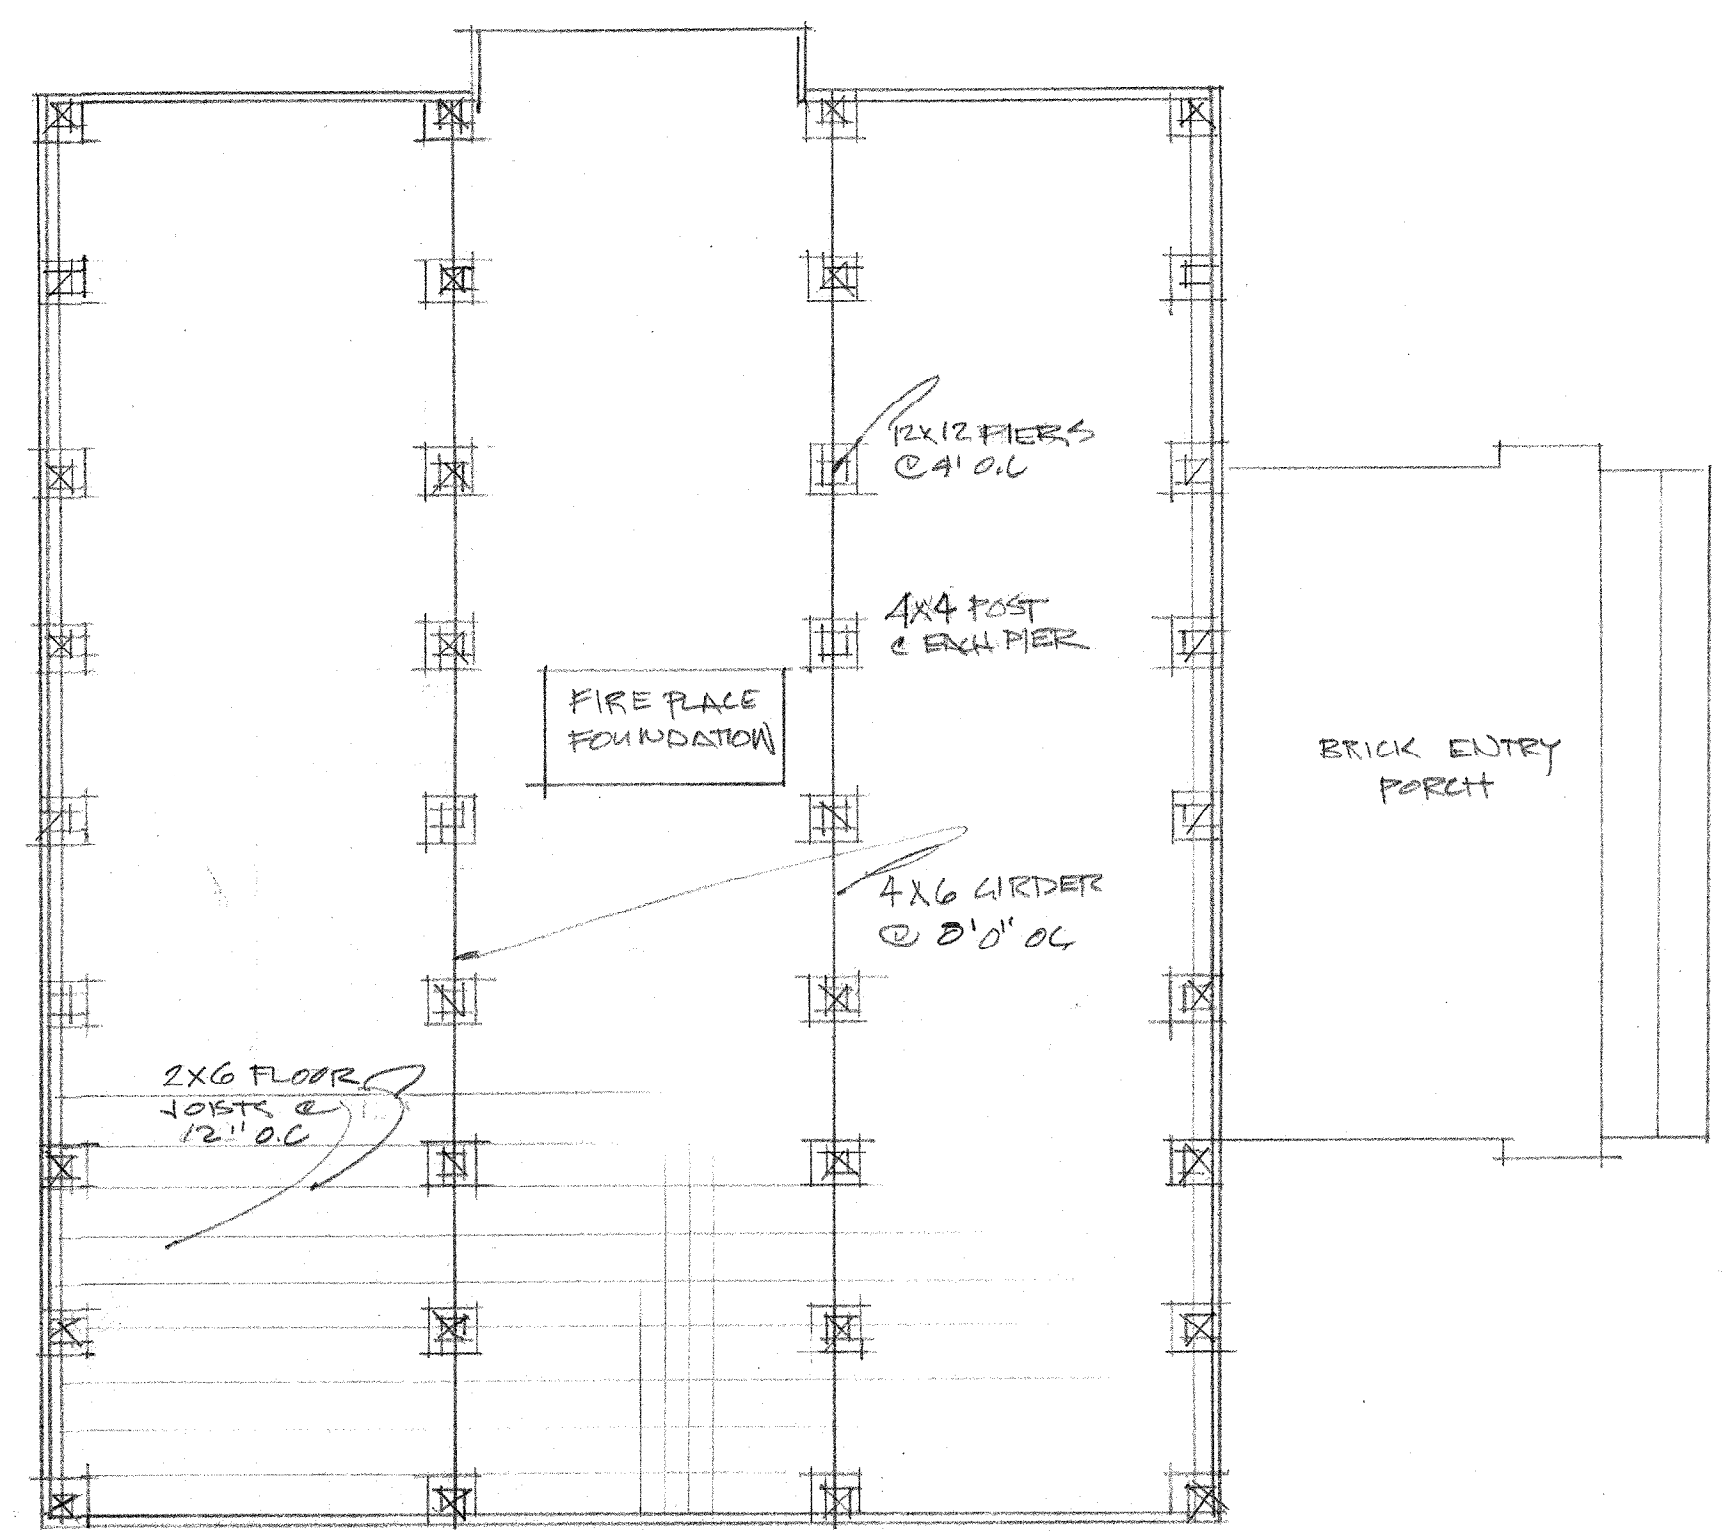 12X12 PIERS
@ 4' O.C
4X4 POST
@ EACH PIER
FIRE PLACE
FOUNDATION
BRICK ENTRY
PORCH
4X6 GIRDER
@ 8'0" OC
2X6 FLOOR
JOISTS @
12" O.C